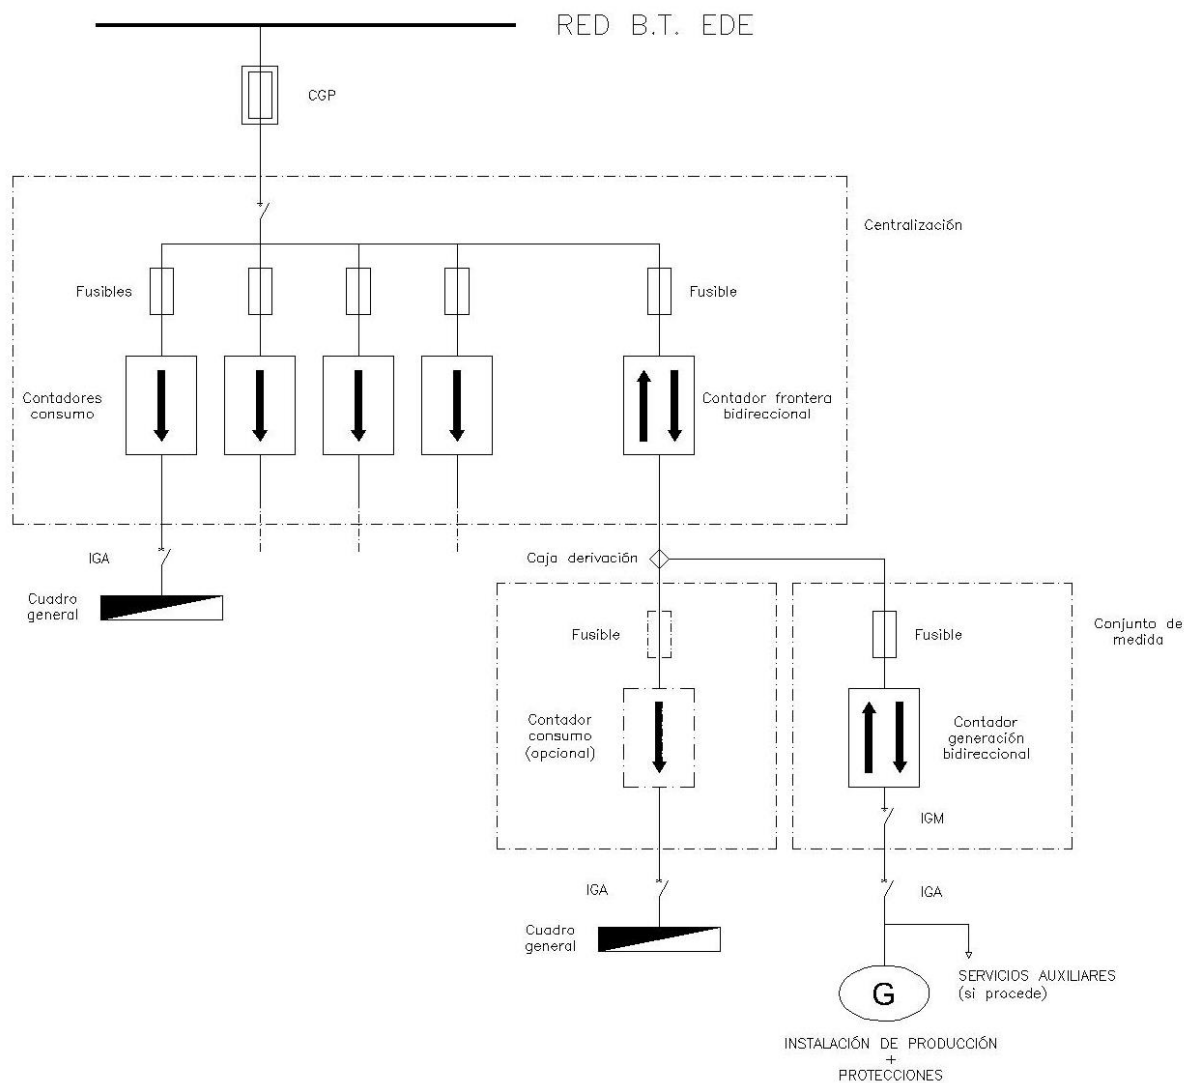 RED B.T. EDE
CGP
Centralización
Fusibles
Fusible
Contadores
consumo
Contador frontera
bidireccional
IGA
Caja derivación
Cuadro
general
Fusible
Fusible
Conjunto de
medida
Contador
consumo
(opcional)
Contador
generación
bidireccional
IGM
IGA
IGA
Cuadro
general
SERVICIOS AUXILIARES
(si procede)
G
INSTALACIÓN DE PRODUCCIÓN
+
PROTECCIONES